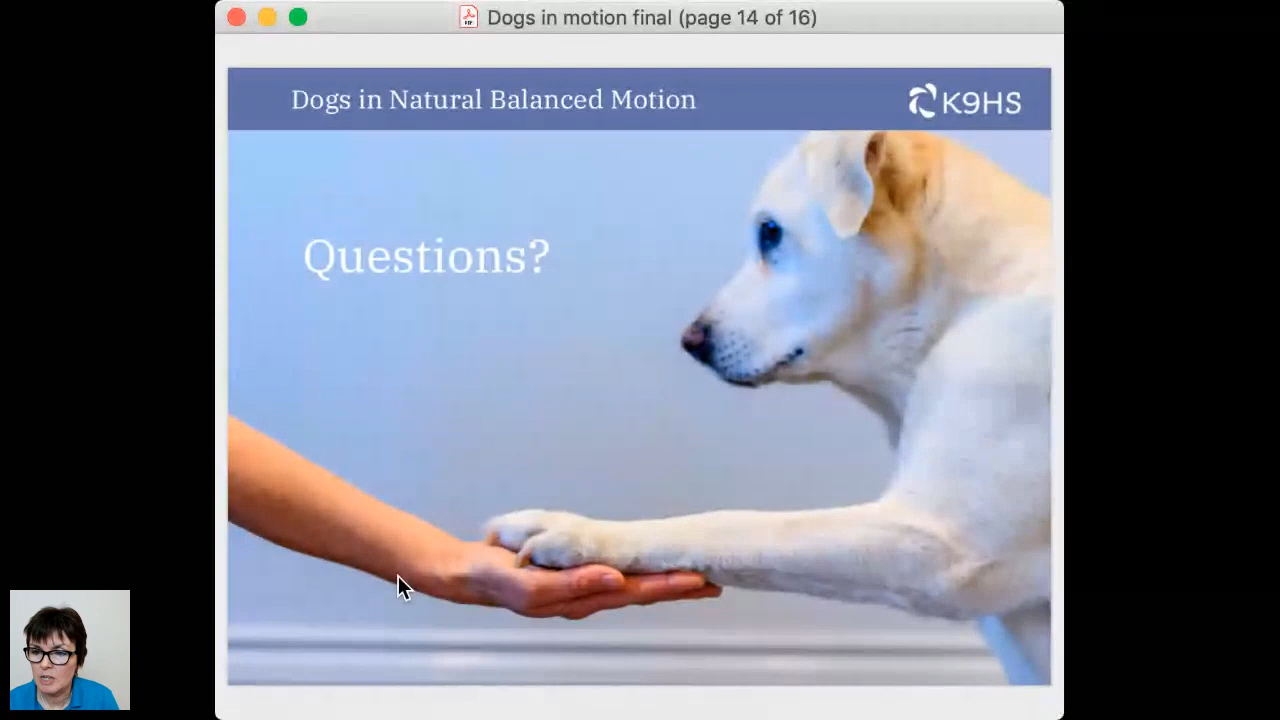 Dogs in motion final (page 14 of 16)
Dogs in Natural Balanced Motion
K9HS
Questions?